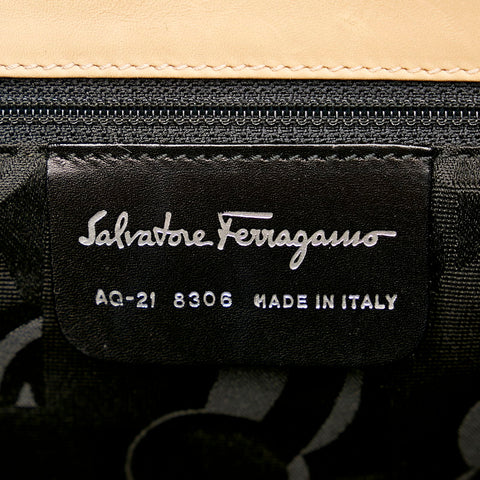 Salvatore Ferragamo
AQ-21 8306 MADE IN ITALY